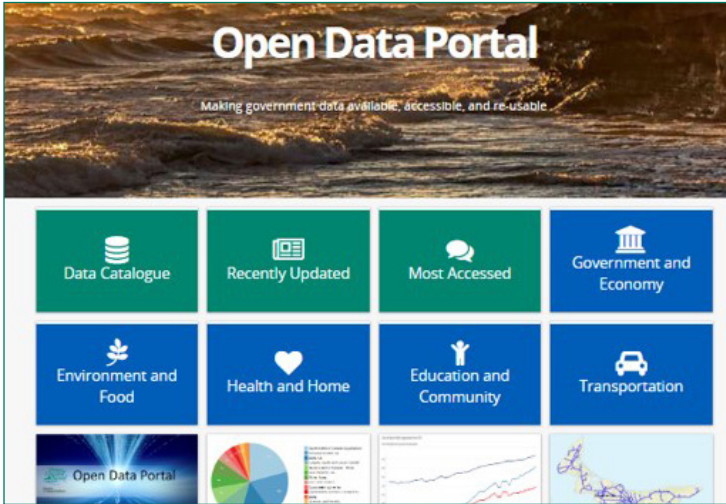 Open Data Portal
Making government data available, accessible, and re-usable
Data Catalogue
Recently Updated
Most Accessed
Government and
Economy
Environment and
Food
Health and Home
Education and
Community
Transportation
Open Data Portal